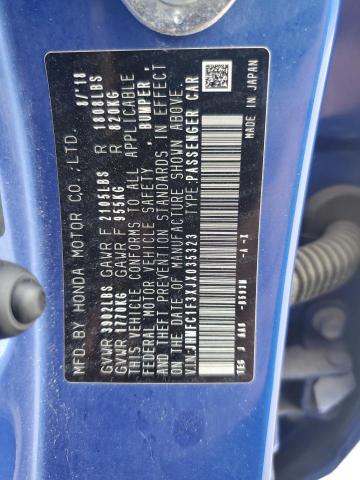 MFD. BY HONDA MOTOR CO.,LTD. 8/'18
GVWR 3902LBS GAWR F 2105LBS R 1808LBS
GVWR 1770KG GAWR F 955KG R 820KG
THIS VEHICLE CONFORMS TO ALL APPLICABLE
FEDERAL MOTOR VEHICLE SAFETY, BUMPER,
AND THEFT PREVENTION STANDARDS IN EFFECT
ON THE DATE OF MANUFACTURE SHOWN ABOVE.
V.I.N:JHMFC1F3XJX035323 TYPE:PASSENGER CAR
TEG J AA6 -A -X MADE IN JAPAN